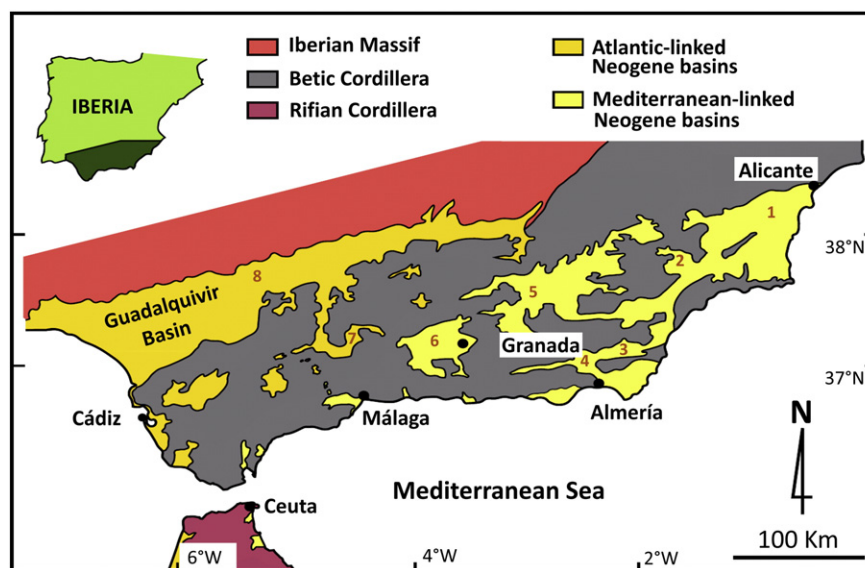 IBERIA
Iberian Massif
Betic Cordillera
Rifian Cordillera
Atlantic-linked
Neogene basins
Mediterranean-linked
Neogene basins
Alicante
1
38°N
2
8
5
Guadalquivir
Basin
7
6
Granada
3
4
37°N
Cádiz
Málaga
Almería
N
Mediterranean Sea
Ceuta
6°W
4°W
2°W
100 Km